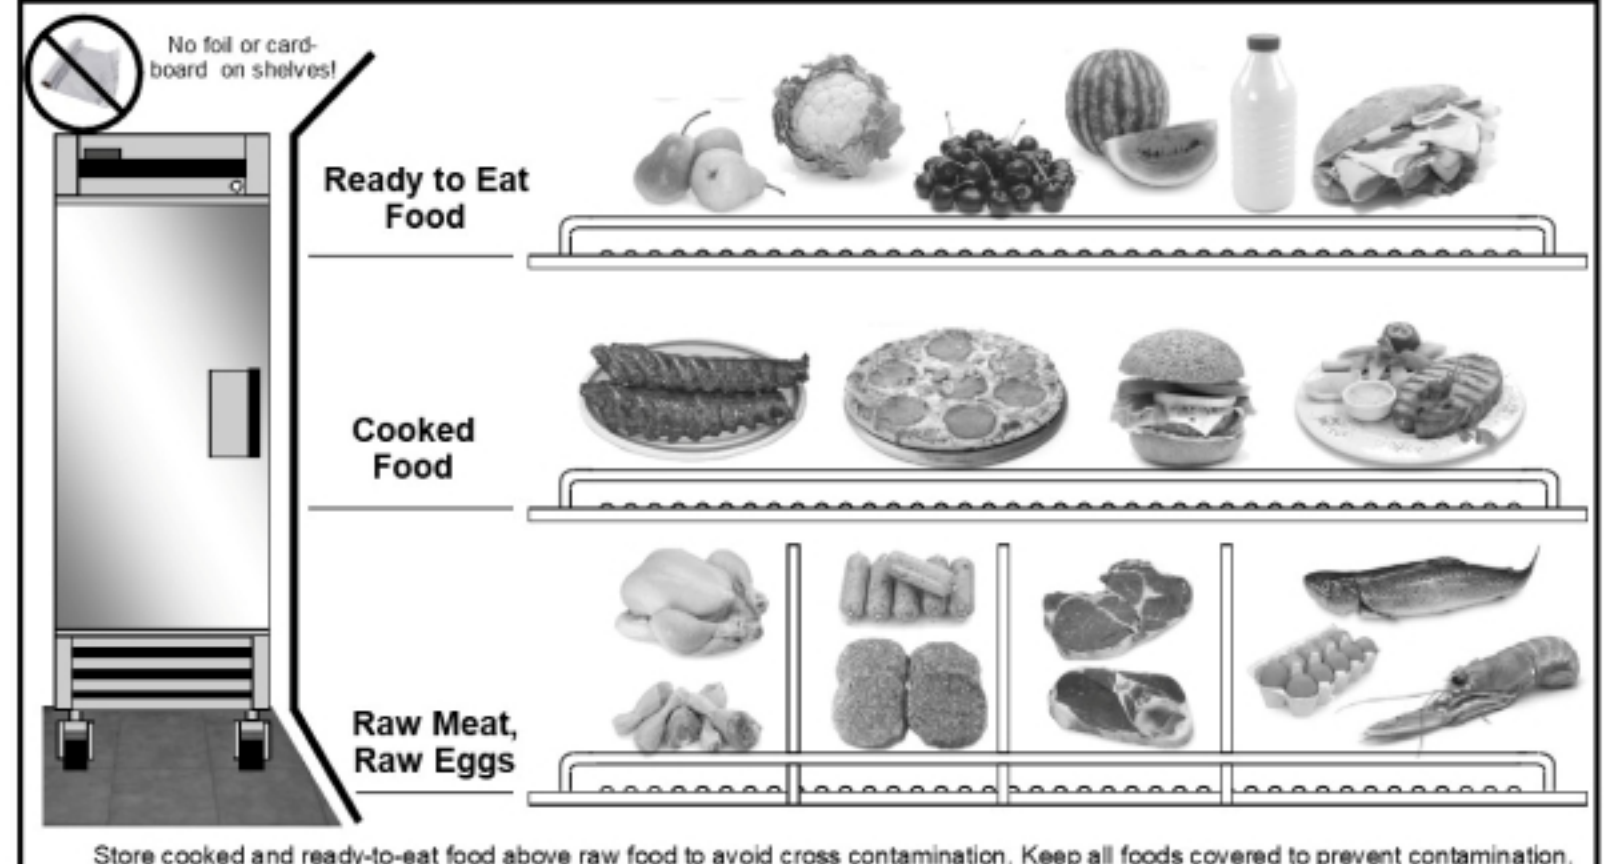 No foil or card-
board on shelves!
Ready to Eat
Food
Cooked
Food
Raw Meat,
Raw Eggs
Store cooked and ready-to-eat food above raw food to avoid cross contamination. Keep all foods covered to prevent contamination.